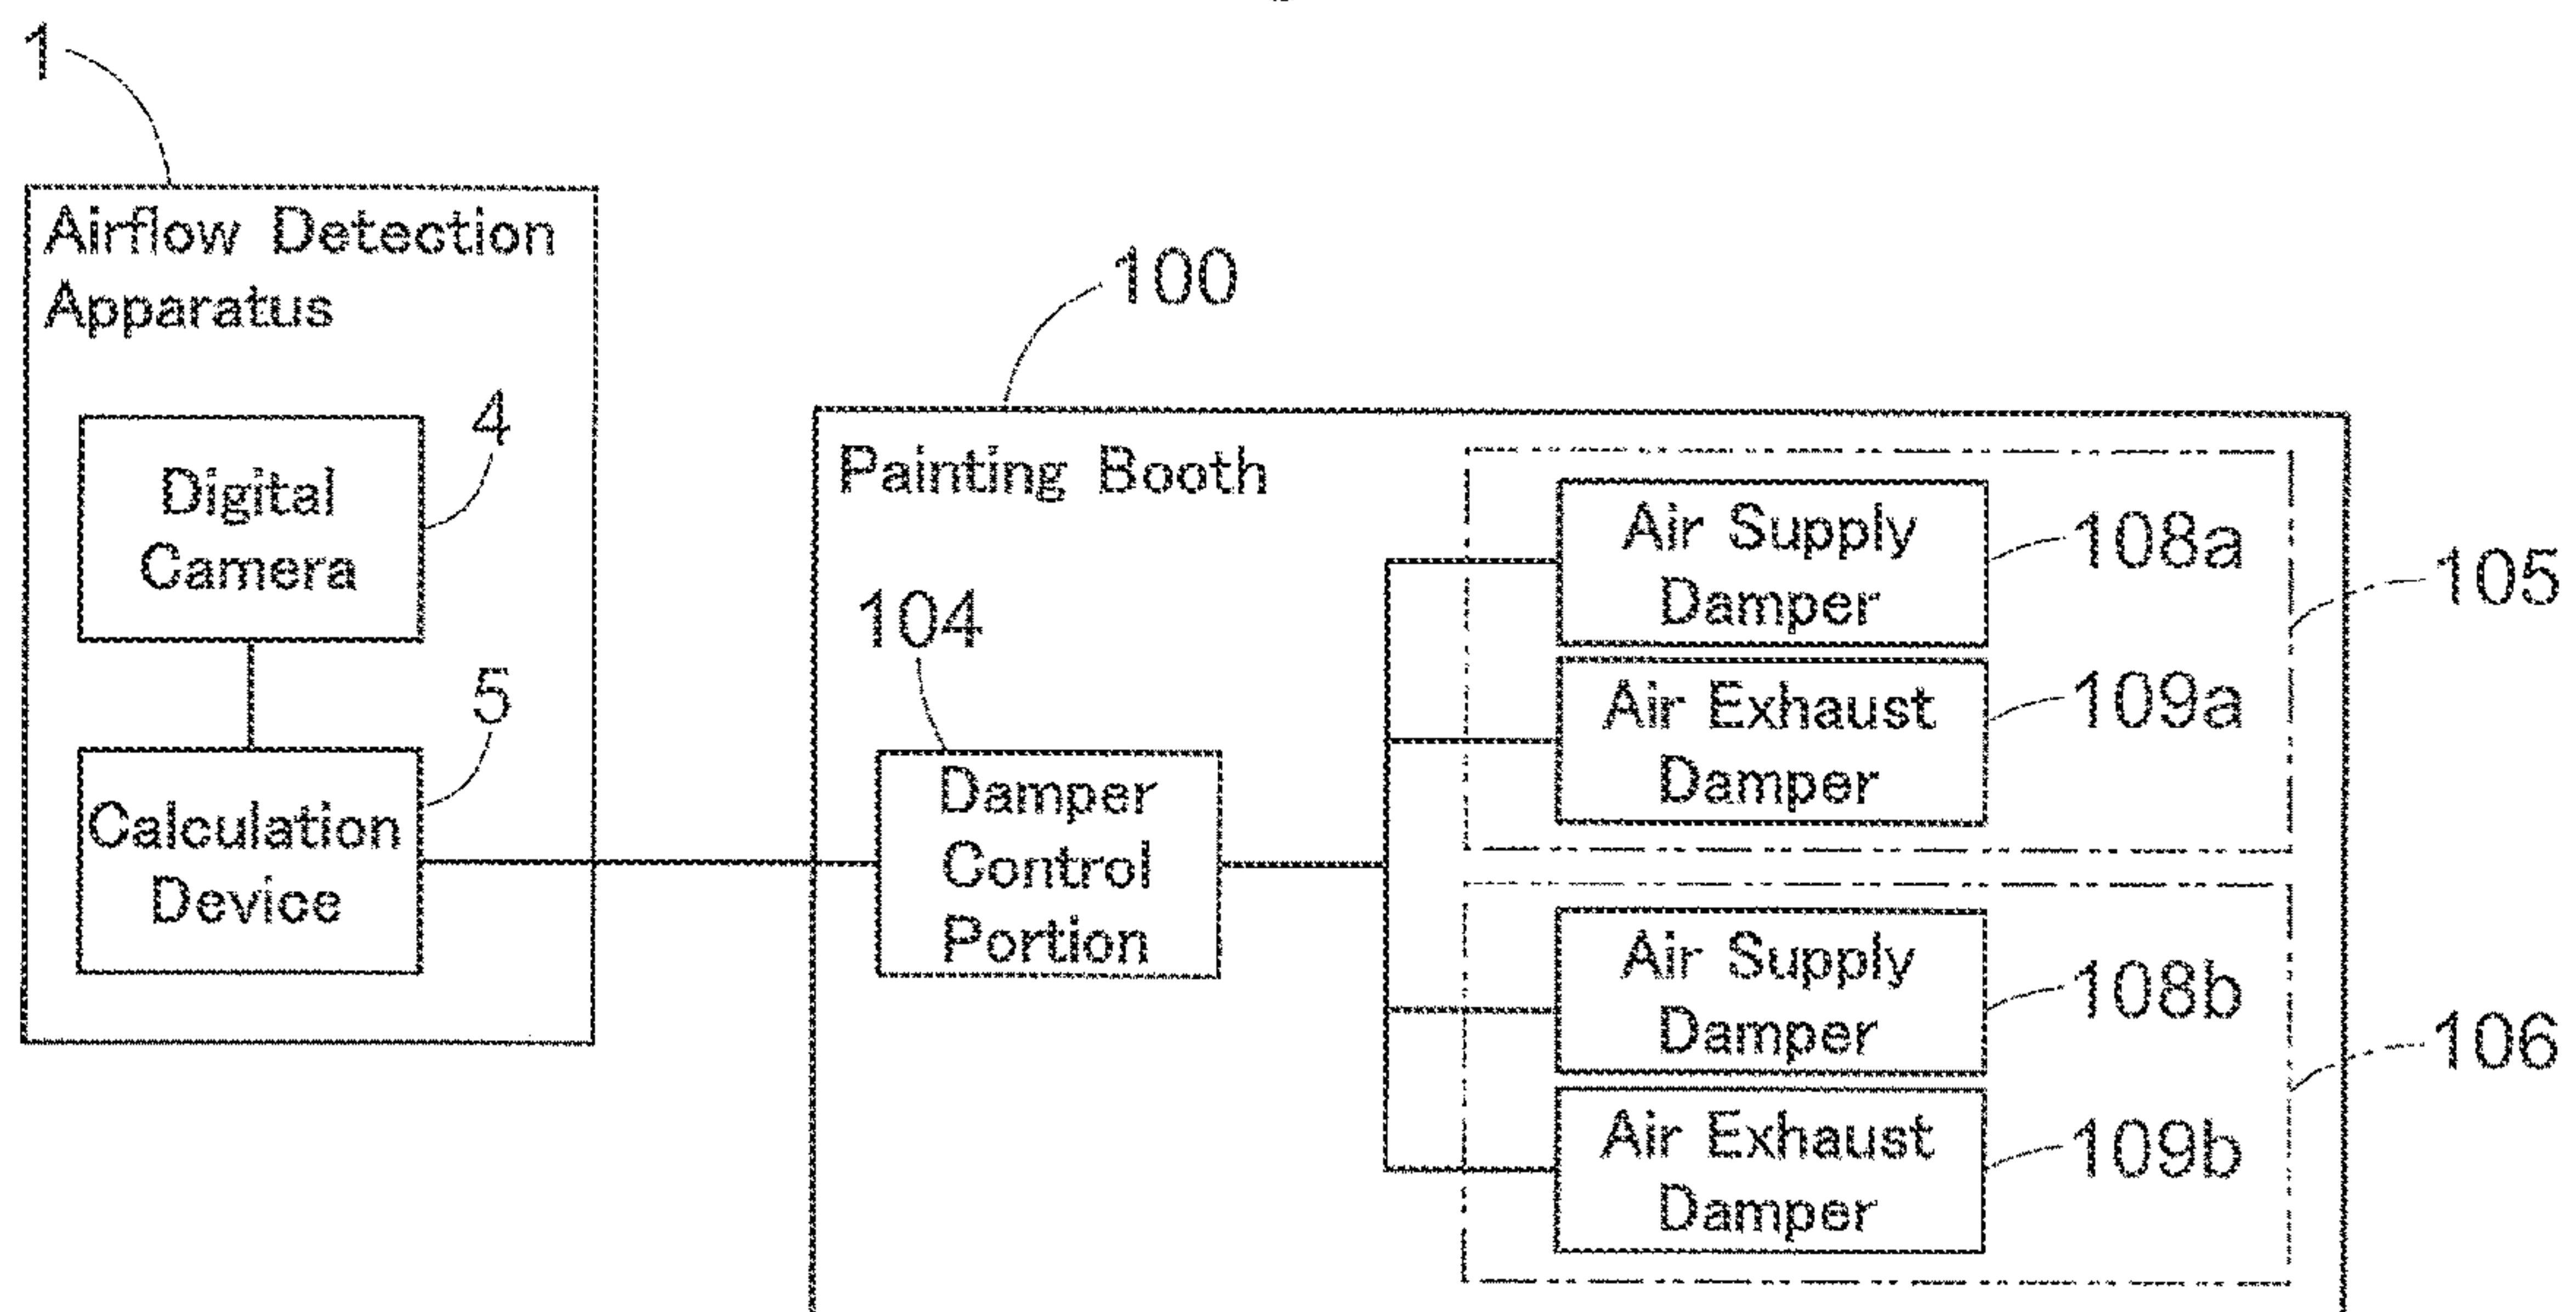 1
Airflow Detection
Apparatus
4
Digital
Camera
5
Calculation
Device
100
Painting Booth
104
Damper
Control
Portion
Air Supply
Damper
108a
Air Exhaust
Damper
109a
105
Air Supply
Damper
108b
Air Exhaust
Damper
109b
106